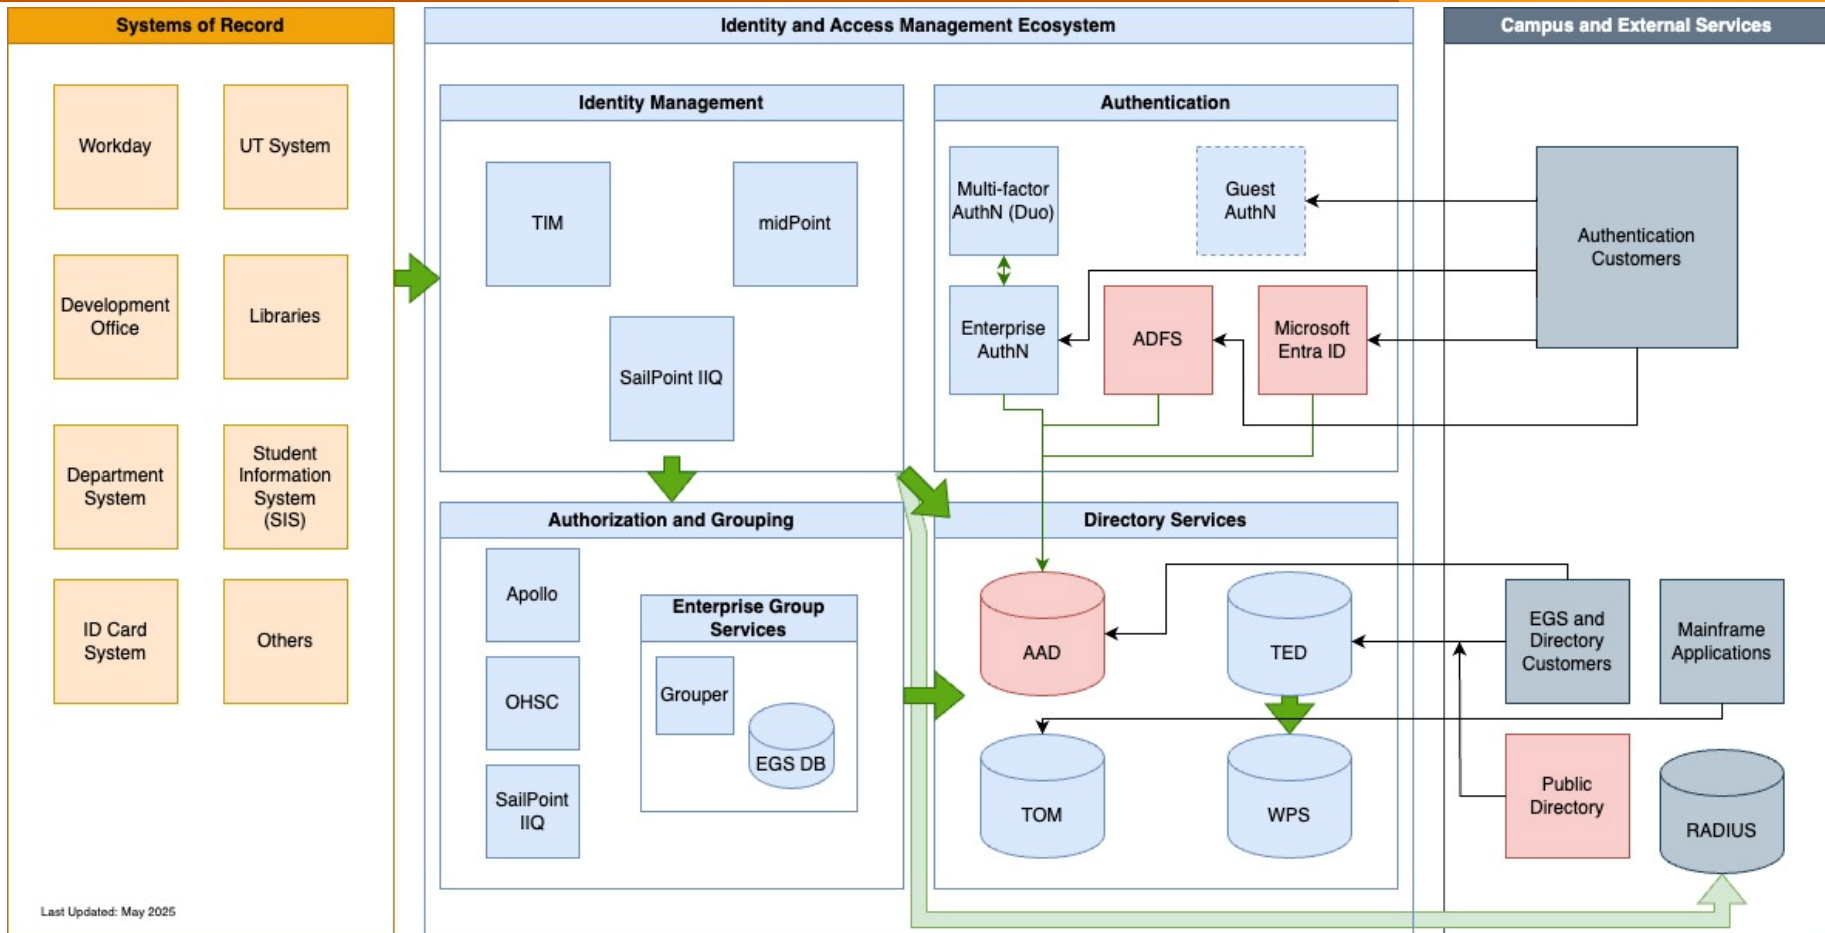 Systems of Record
Workday
UT System
Development
Office
Libraries
Department
System
Student
Information
System
(SIS)
ID Card
System
Others
Last Updated: May 2025
Identity and Access Management Ecosystem
Identity Management
TIM
midPoint
SailPoint IIQ
Authentication
Multi-factor
AuthN (Duo)
Guest
AuthN
Enterprise
AuthN
ADFS
Microsoft
Entra ID
Authorization and Grouping
Apollo
OHSC
SailPoint
IIQ
Enterprise Group
Services
Grouper
EGS DB
Directory Services
AAD
TED
TOM
WPS
Campus and External Services
Authentication
Customers
EGS and
Directory
Customers
Mainframe
Applications
Public
Directory
RADIUS